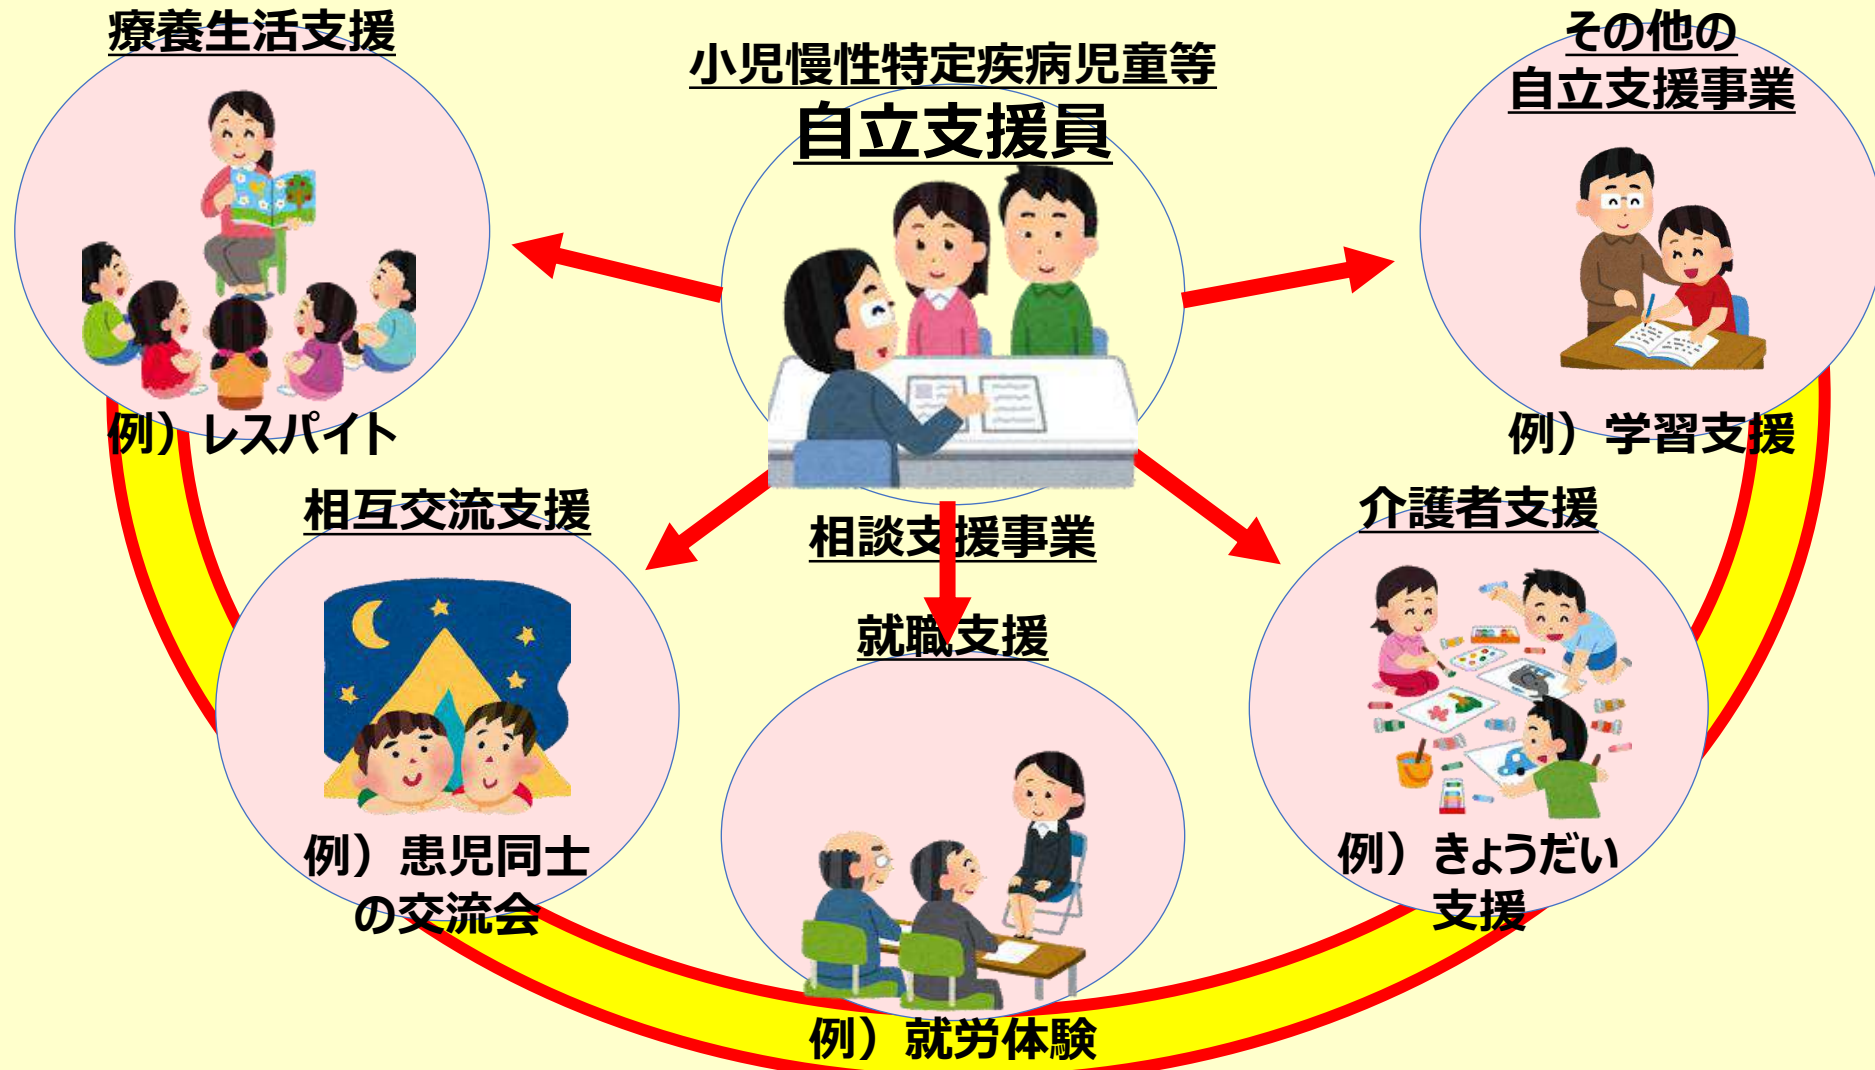 療養生活支援
例）レスパイト
小児慢性特定疾病児童等
自立支援員
相談支援事業
その他の
自立支援事業
例）学習支援
相互交流支援
例）患児同士
の交流会
就職支援
例）就労体験
介護者支援
例）きょうだい
支援